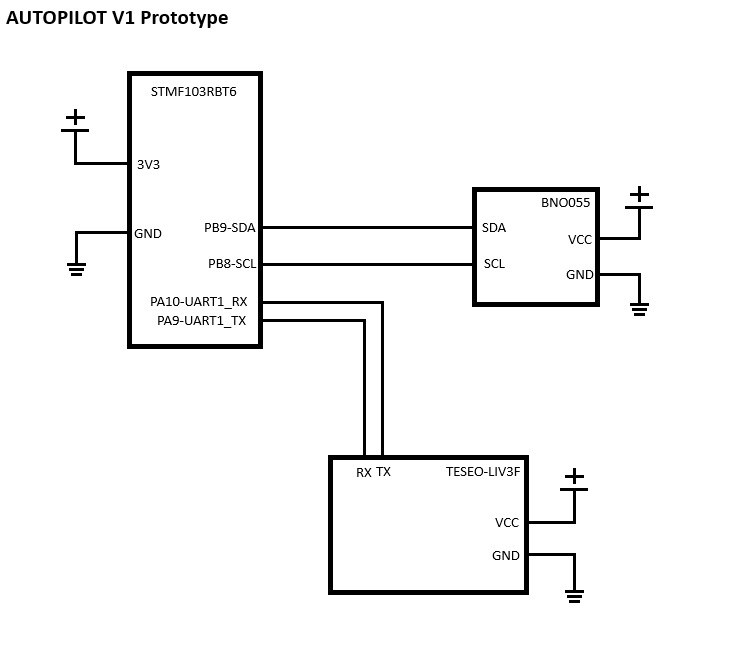 AUTOPILOT V1 Prototype
STMF103RBT6
3V3
GND
PB9-SDA
PB8-SCL
PA10-UART1_RX
PA9-UART1_TX
BNO055
SDA
VCC
SCL
GND
RX TX
TESEO-LIV3F
VCC
GND